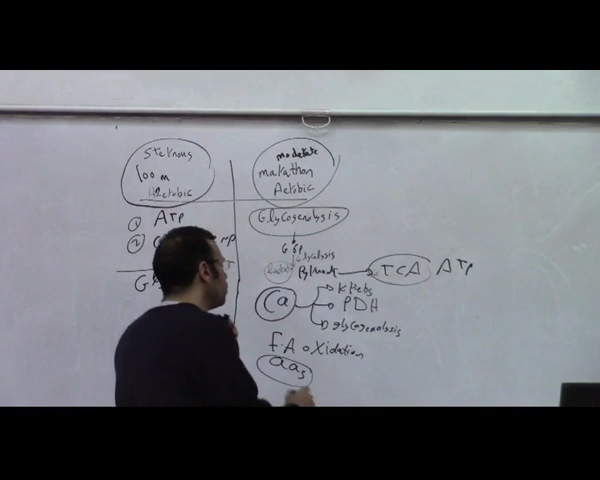 Sternous
100 m
Anerobic
① ATP
②
moderate
marathon
Aerobic
Glycogenolysis
G6P
Glycolysis
Pyruvate → TCA ATP
Ca
Krebs
PDH
glycogenolysis
F.A oxidation
aas